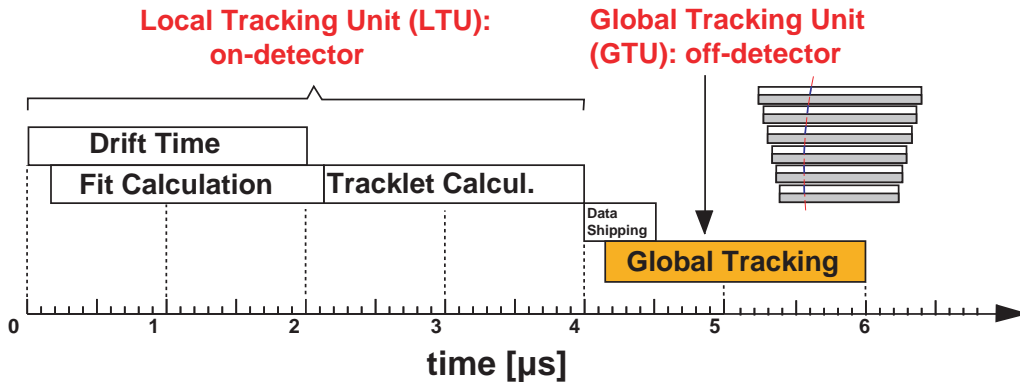 Local Tracking Unit (LTU):
on-detector
Global Tracking Unit
(GTU): off-detector
Drift Time
Fit Calculation
Tracklet Calcul.
Data
Shipping
Global Tracking
0 1 2 3 4 5 6
time [µs]